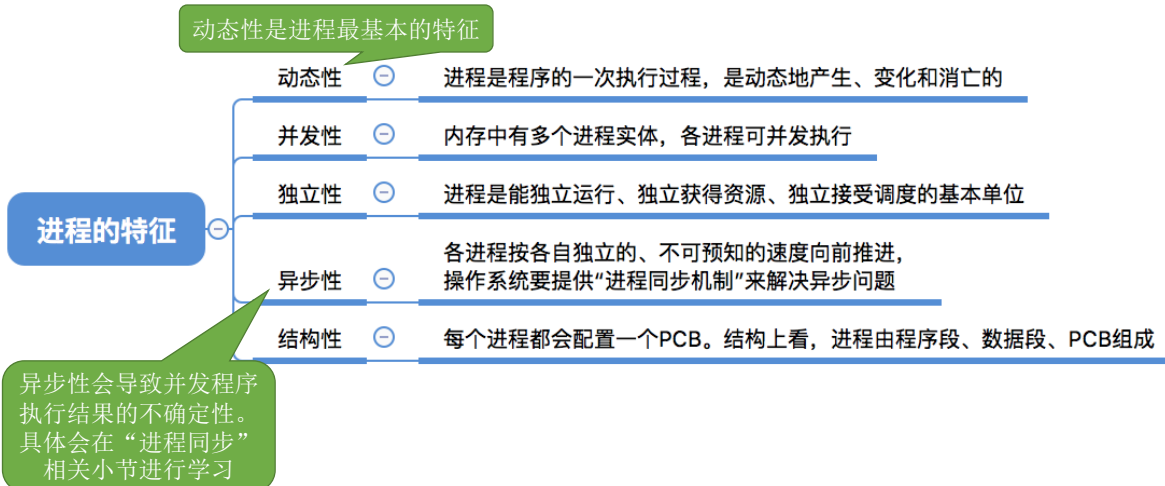 动态性是进程最基本的特征
动态性
进程是程序的一次执行过程，是动态地产生、变化和消亡的
并发性
内存中有多个进程实体，各进程可并发执行
独立性
进程是能独立运行、独立获得资源、独立接受调度的基本单位
进程的特征
异步性
各进程按各自独立的、不可预知的速度向前推进，
操作系统要提供“进程同步机制”来解决异步问题
结构性
每个进程都会配置一个PCB。结构上看，进程由程序段、数据段、PCB组成
异步性会导致并发程序
执行结果的不确定性。
具体会在“进程同步”
相关小节进行学习